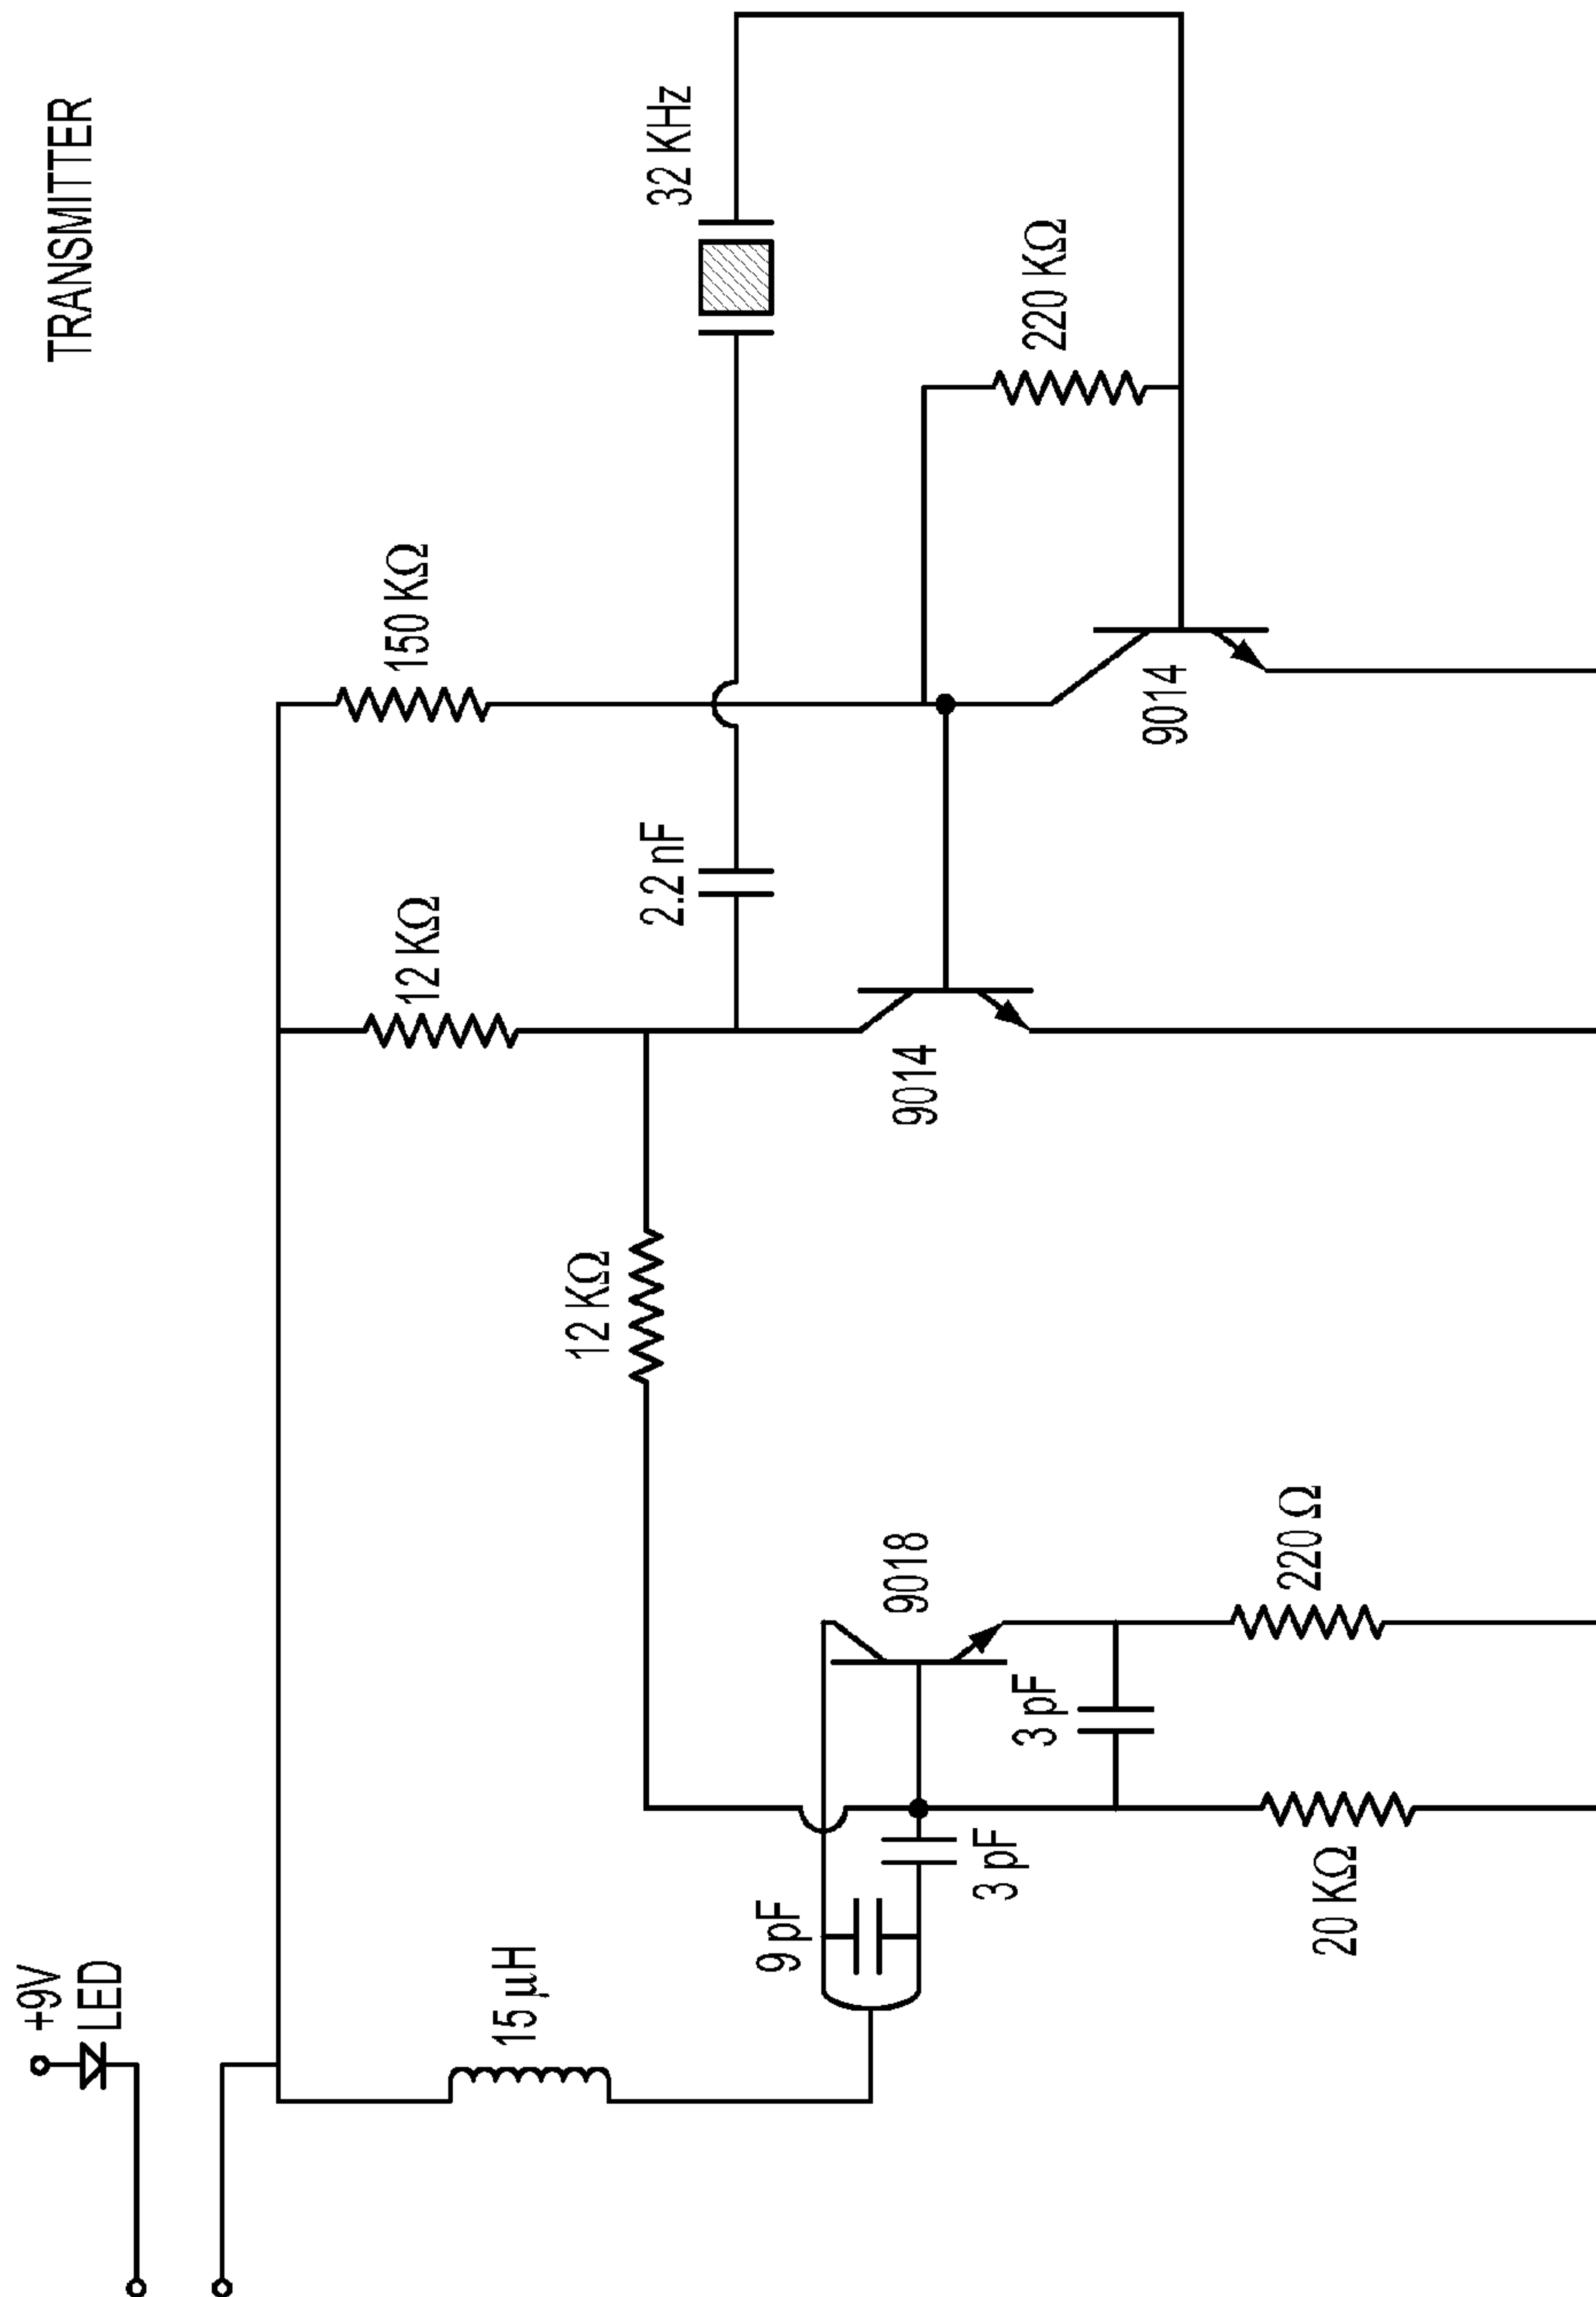 TRANSMITTER
32 KHz
220 KΩ
150 KΩ
9014
2.2 nF
12 KΩ
9014
12 KΩ
220 Ω
9018
3 pF
3 pF
20 KΩ
9 pF
15 μH
+9V
LED